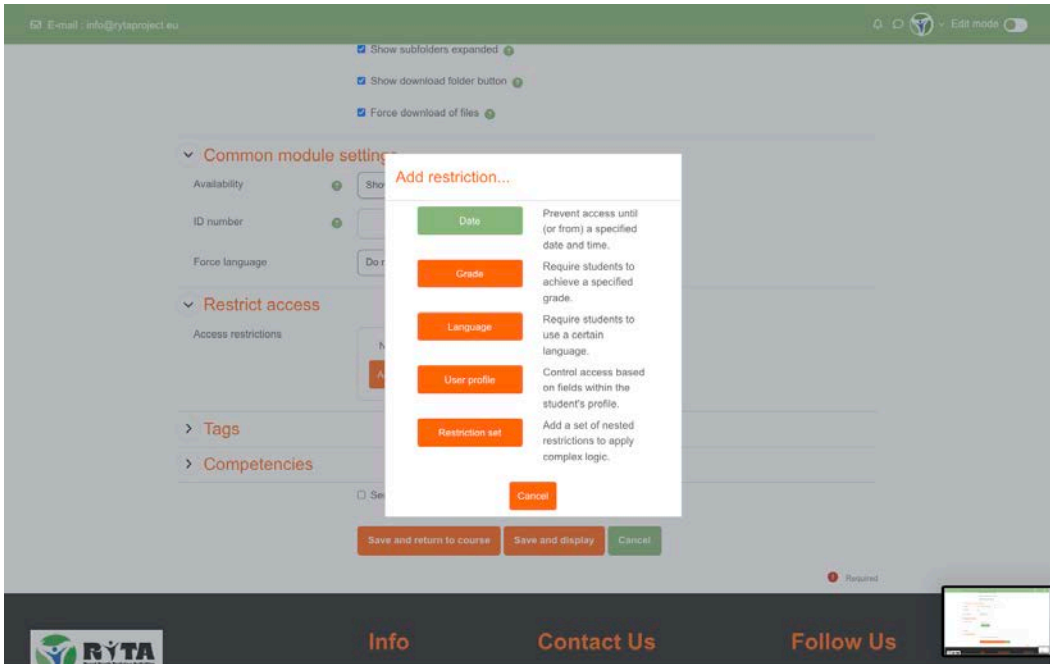 E-mail : info@rytaproject.eu
Edit mode
Show subfolders expanded
Show download folder button
Force download of files
Common module settings
Availability
Sho
ID number
Force language
Do n
Restrict access
Access restrictions
N
A
Tags
Competencies
Add restriction...
Date
Prevent access until
(or from) a specified
date and time.
Grade
Require students to
achieve a specified
grade.
Language
Require students to
use a certain
language.
User profile
Control access based
on fields within the
student's profile.
Restriction set
Add a set of nested
restrictions to apply
complex logic.
Cancel
Save and return to course
Save and display
Cancel
Required
RYTA
Info
Contact Us
Follow Us